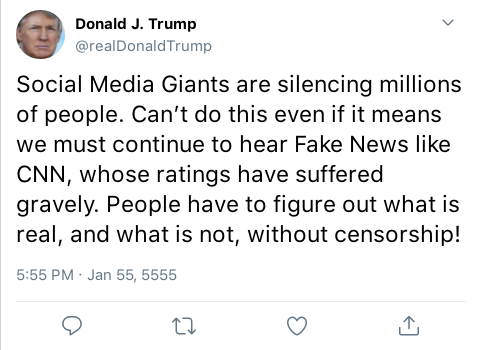 Donald J. Trump
@realDonaldTrump
Social Media Giants are silencing millions
of people. Can’t do this even if it means
we must continue to hear Fake News like
CNN, whose ratings have suffered
gravely. People have to figure out what is
real, and what is not, without censorship!
5:55 PM · Jan 55, 5555